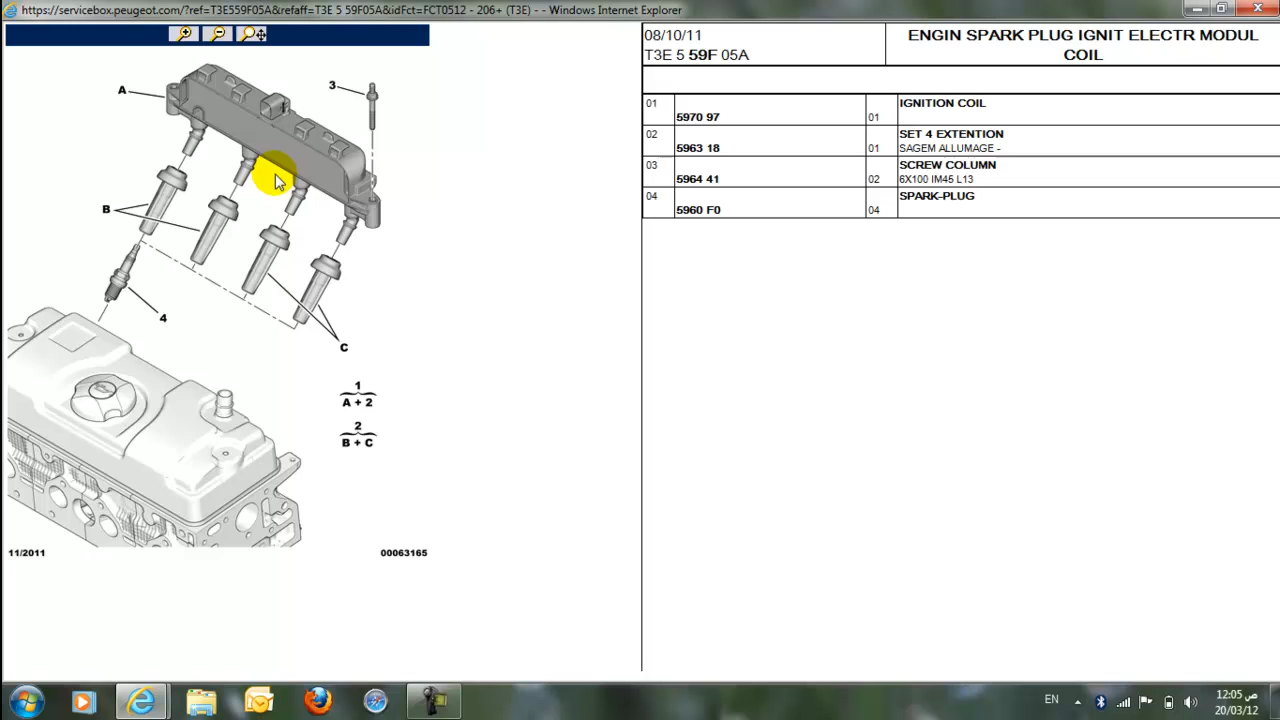 https://servicebox.peugeot.com/?ref=T3E559F05A&refaff=T3E 5 59F05A&idFct=FCT0512 - 206+ (T3E) - - Windows Internet Explorer
08/10/11
T3E 5 59F 05A
ENGIN SPARK PLUG IGNIT ELECTR MODUL
COIL
01 5970 97 01 IGNITION COIL
02 5963 18 01 SET 4 EXTENTION
SAGEM ALLUMAGE -
03 5964 41 02 SCREW COLUMN
6X100 IM45 L13
04 5960 F0 04 SPARK-PLUG
A
3
B
4
C
1
A + 2
2
B + C
11/2011
00063165
EN
12:05 ص
20/03/12